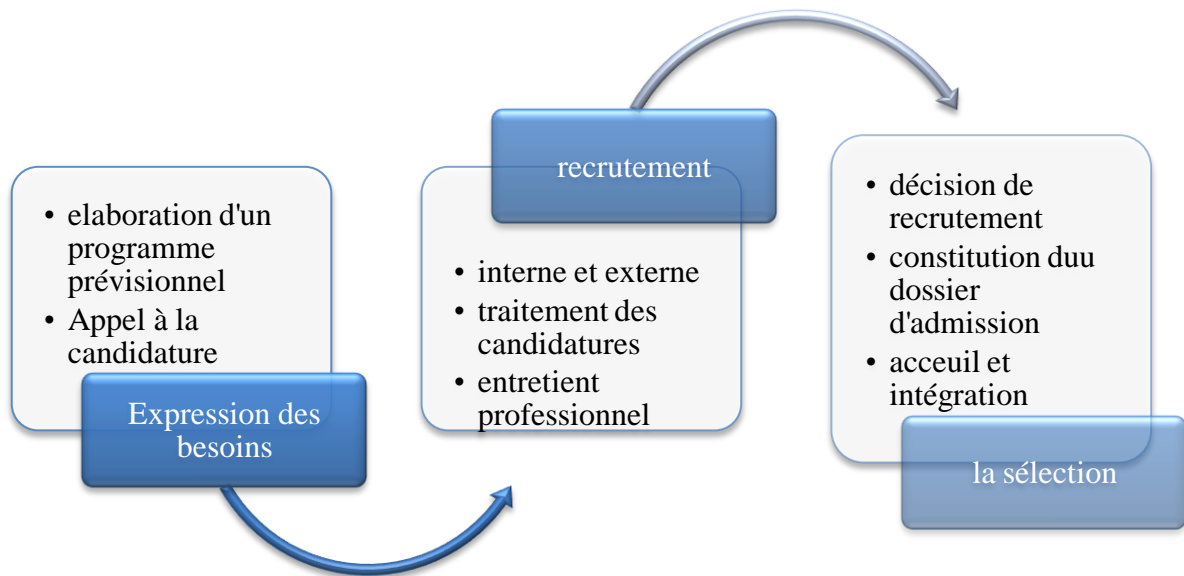 • elaboration d'un
programme
prévisionnel
• Appel à la
candidature
Expression des
besoins
recrutement
• interne et externe
• traitement des
candidatures
• entretient
professionnel
• décision de
recrutement
• constitution duu
dossier
d'admission
• acceuil et
intégration
la sélection